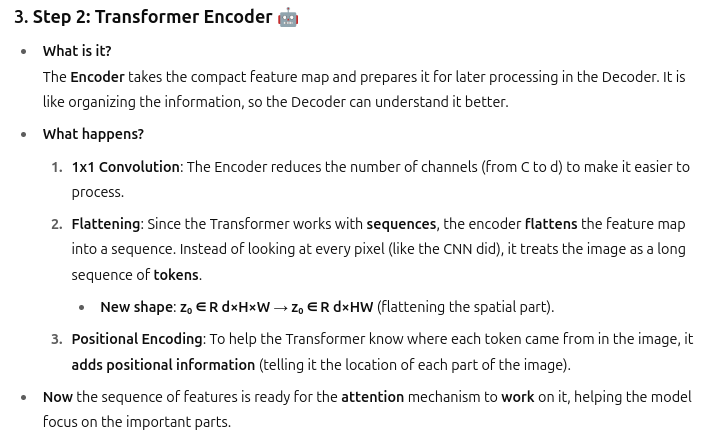 3. Step 2: Transformer Encoder 🤖
• What is it?
The Encoder takes the compact feature map and prepares it for later processing in the Decoder. It is
like organizing the information, so the Decoder can understand it better.
• What happens?
1. 1x1 Convolution: The Encoder reduces the number of channels (from C to d) to make it easier to
process.
2. Flattening: Since the Transformer works with sequences, the encoder flattens the feature map
into a sequence. Instead of looking at every pixel (like the CNN did), it treats the image as a long
sequence of tokens.
• New shape: z₀ ∈ R d×H×W → z₀ ∈ R d×HW (flattening the spatial part).
3. Positional Encoding: To help the Transformer know where each token came from in the image, it
adds positional information (telling it the location of each part of the image).
• Now the sequence of features is ready for the attention mechanism to work on it, helping the model
focus on the important parts.